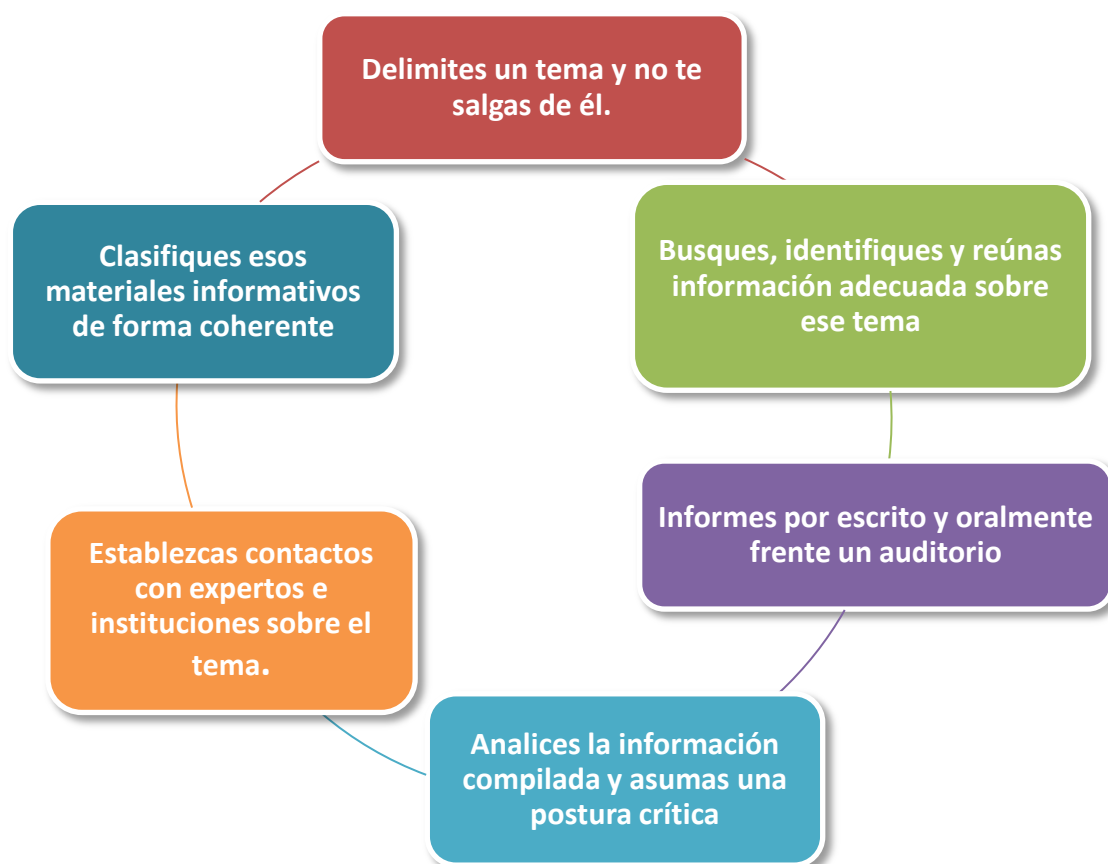 Delimites un tema y no te
salgas de él.
Busques, identifiques y reúnas
información adecuada sobre
ese tema
Informes por escrito y oralmente
frente un auditorio
Analices la información
compilada y asumas una
postura crítica
Establezcas contactos
con expertos e
instituciones sobre el
tema.
Clasifiques esos
materiales informativos
de forma coherente